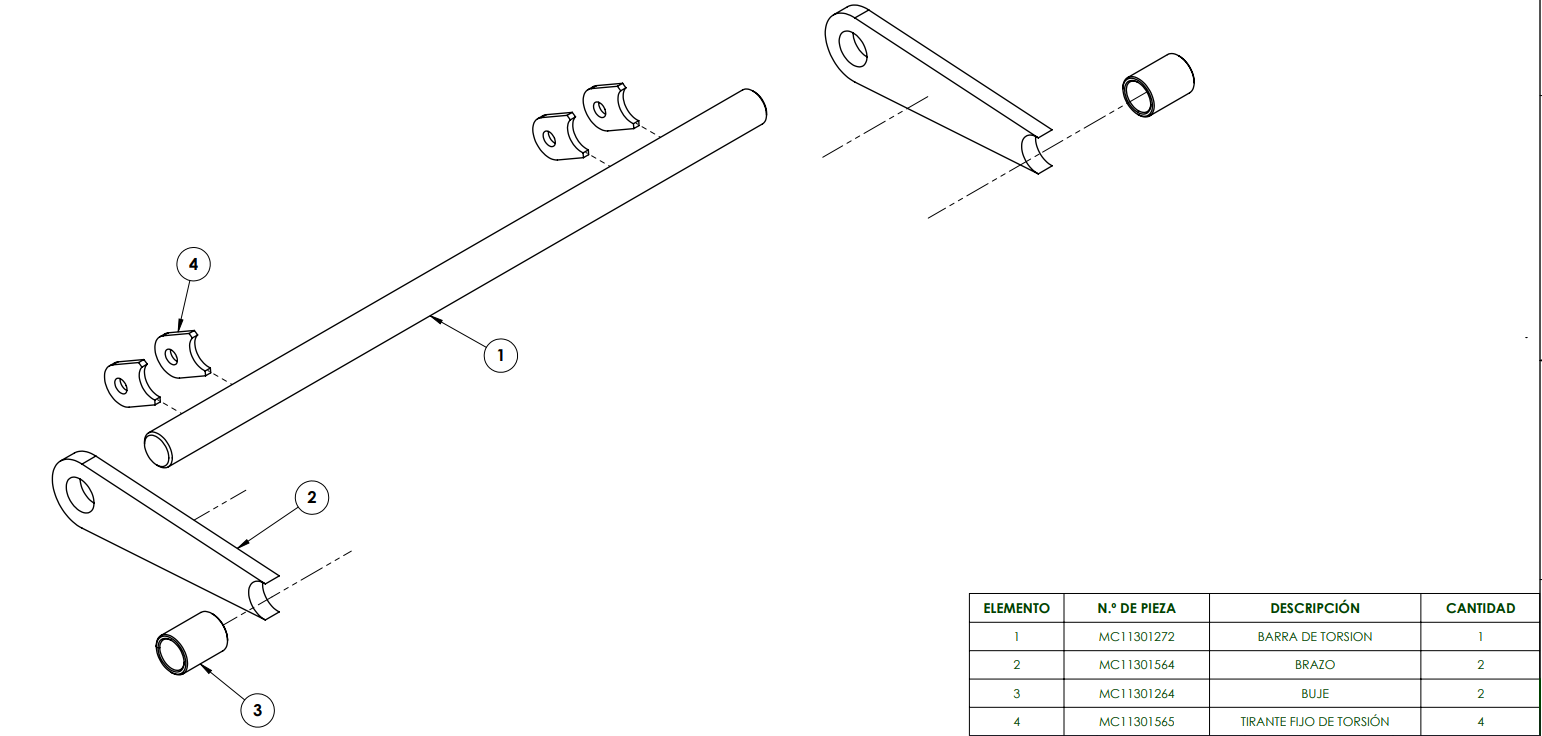 4
1
2
3
ELEMENTO N.º DE PIEZA DESCRIPCIÓN CANTIDAD
1 MC11301272 BARRA DE TORSION 1
2 MC11301564 BRAZO 2
3 MC11301264 BUJE 2
4 MC11301565 TIRANTE FIJO DE TORSIÓN 4